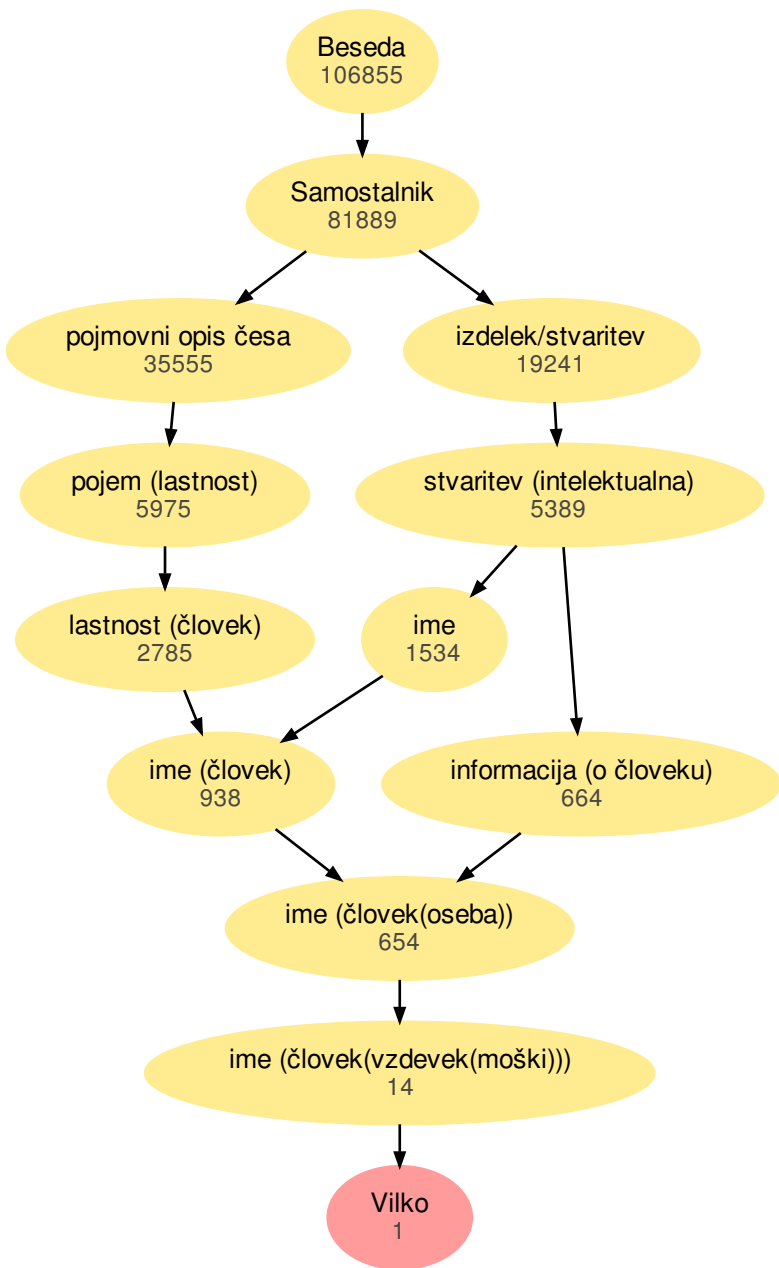 Beseda
106855
Samostalnik
81889
pojmovni opis česa
35555
izdelek/stvaritev
19241
pojem (lastnost)
5975
stvaritev (intelektualna)
5389
lastnost (človek)
2785
ime
1534
ime (človek)
938
informacija (o človeku)
664
ime (človek(oseba))
654
ime (človek(vzdevek(moški)))
14
Vilko
1